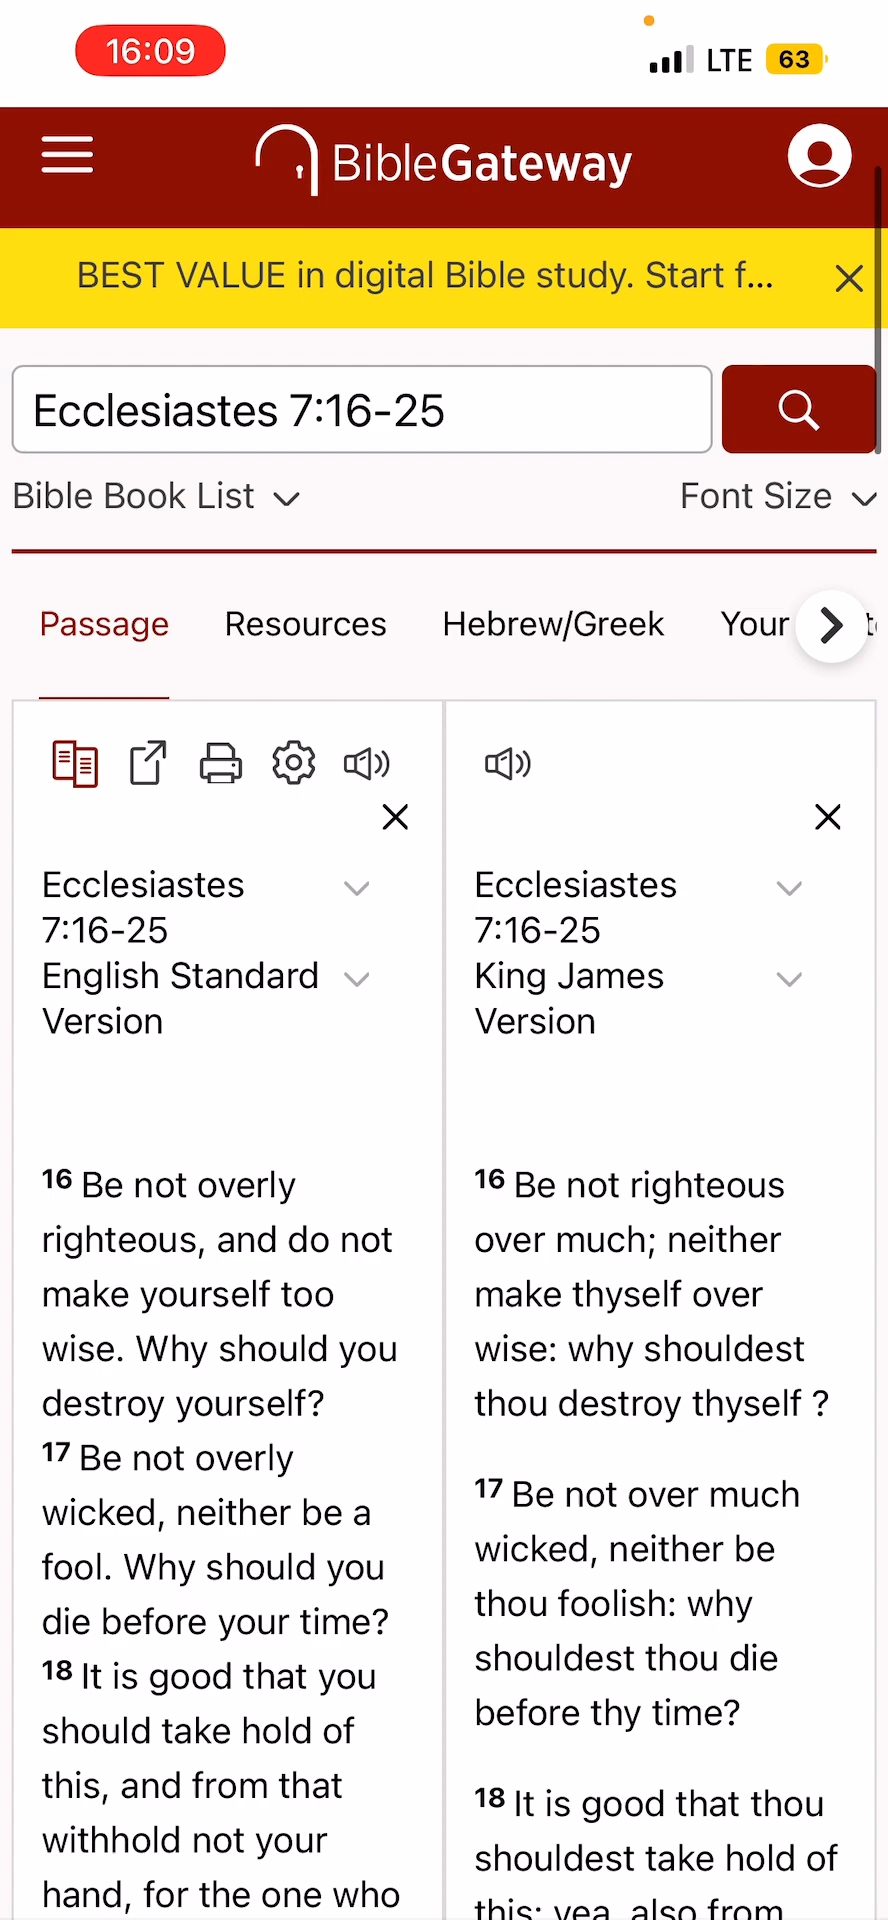 16:09
LTE 63
BibleGateway
BEST VALUE in digital Bible study. Start f...
Ecclesiastes 7:16-25
Bible Book List
Font Size
Passage Resources Hebrew/Greek Your
Ecclesiastes
7:16-25
English Standard
Version
16 Be not overly
righteous, and do not
make yourself too
wise. Why should you
destroy yourself?
17 Be not overly
wicked, neither be a
fool. Why should you
die before your time?
18 It is good that you
should take hold of
this, and from that
withhold not your
hand, for the one who
Ecclesiastes
7:16-25
King James
Version
16 Be not righteous
over much; neither
make thyself over
wise: why shouldest
thou destroy thyself ?
17 Be not over much
wicked, neither be
thou foolish: why
shouldest thou die
before thy time?
18 It is good that thou
shouldest take hold of
this; yea, also from